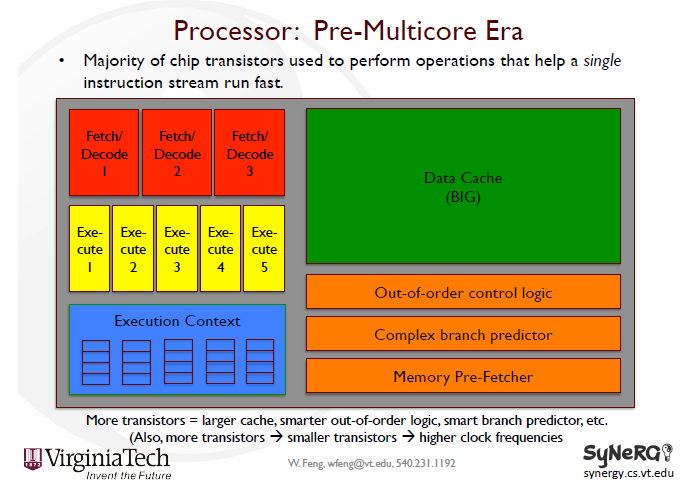 Processor: Pre-Multicore Era
• Majority of chip transistors used to perform operations that help a single
instruction stream run fast.
Fetch/
Decode
1
Fetch/
Decode
2
Fetch/
Decode
3
Exe-
cute
1
Exe-
cute
2
Exe-
cute
3
Exe-
cute
4
Exe-
cute
5
Execution Context
Data Cache
(BIG)
Out-of-order control logic
Complex branch predictor
Memory Pre-Fetcher
More transistors = larger cache, smarter out-of-order logic, smart branch predictor, etc.
(Also, more transistors → smaller transistors → higher clock frequencies
1872
VirginiaTech
Invent the Future
W. Feng, wfeng@vt.edu, 540.231.1192
SyNeRG
synergy.cs.vt.edu